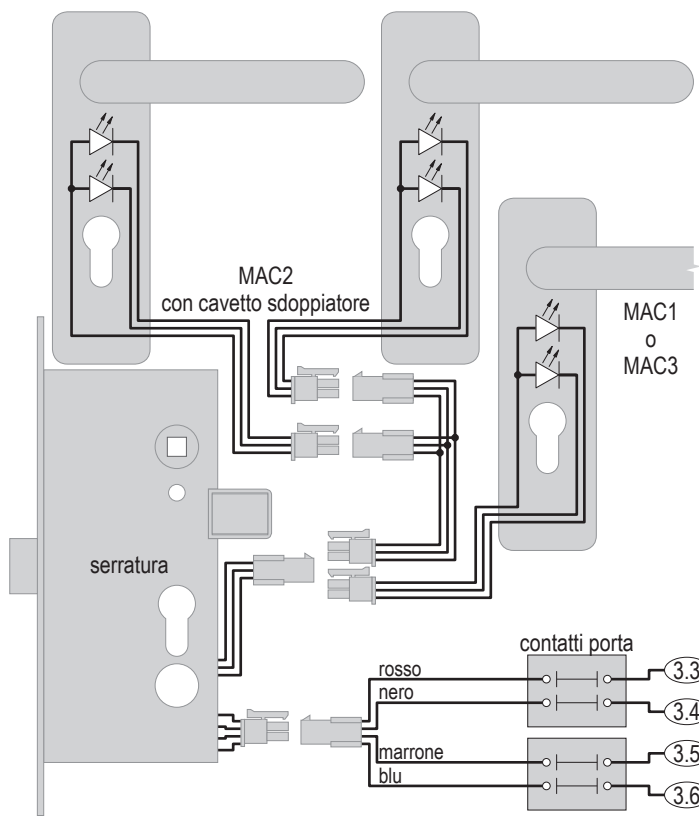 MAC2
con cavetto sdoppiatore
MAC1
o
MAC3
serratura
contatti porta
rosso
3.3
nero
3.4
marrone
3.5
blu
3.6